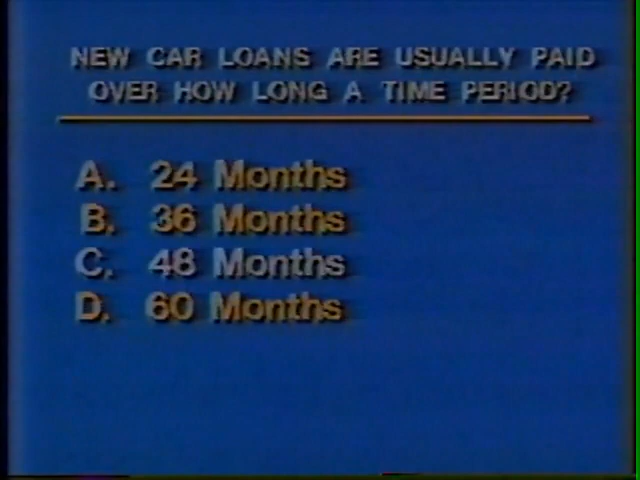 NEW CAR LOANS ARE USUALLY PAID
OVER HOW LONG A TIME PERIOD?
A. 24 Months
B. 36 Months
C. 48 Months
D. 60 Months